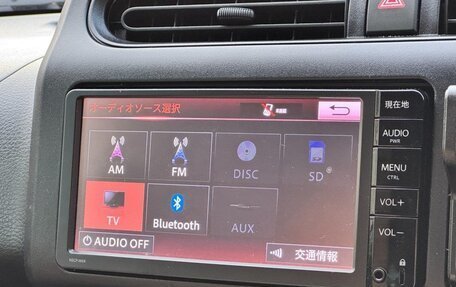 オーディオソース選択
AM
FM
DISC
SD
TV
Bluetooth
AUX
AUDIO OFF
交通情報
現在地
AUDIO
PWR
MENU
CTRL
VOL+
VOL−